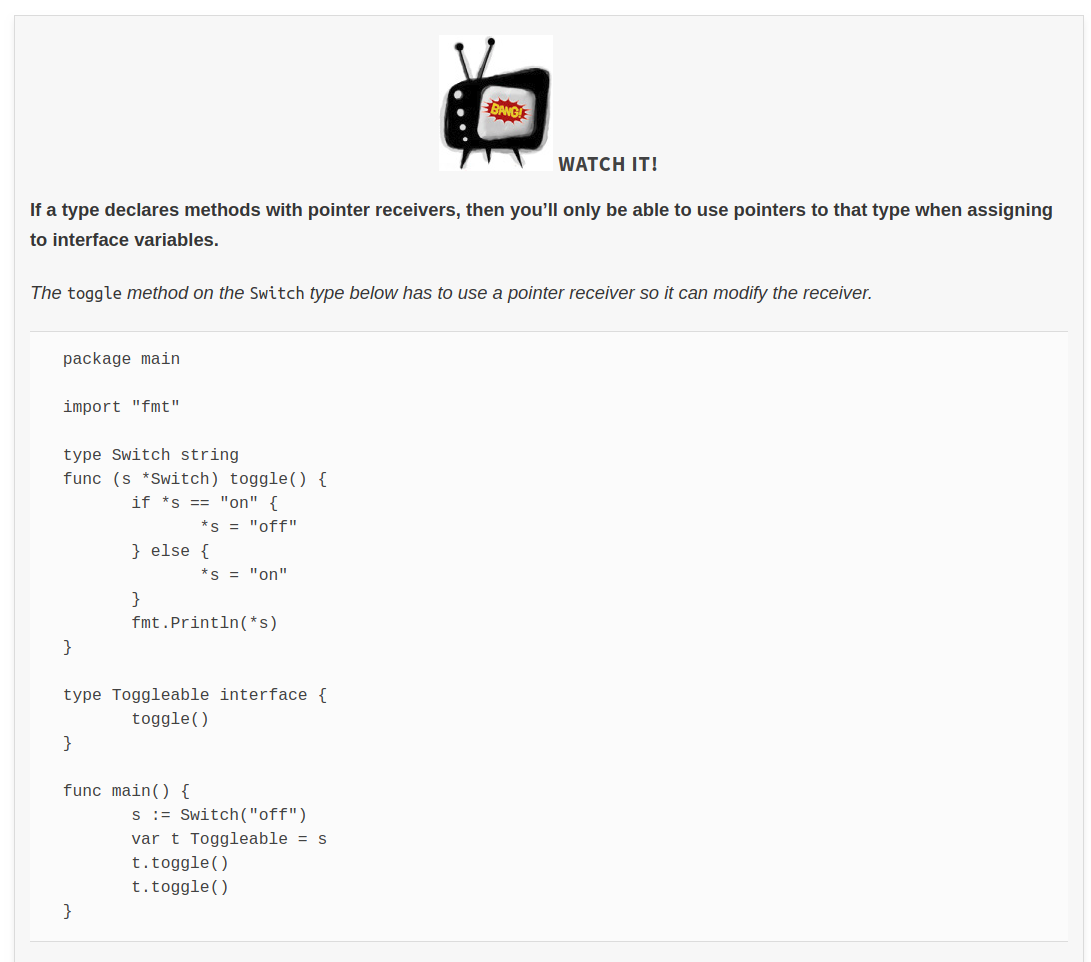 BANG!
WATCH IT!
If a type declares methods with pointer receivers, then you’ll only be able to use pointers to that type when assigning
to interface variables.
The toggle method on the Switch type below has to use a pointer receiver so it can modify the receiver.
package main
import "fmt"
type Switch string
func (s *Switch) toggle() {
if *s == "on" {
*s = "off"
} else {
*s = "on"
}
fmt.Println(*s)
}
type Toggleable interface {
toggle()
}
func main() {
s := Switch("off")
var t Toggleable = s
t.toggle()
t.toggle()
}